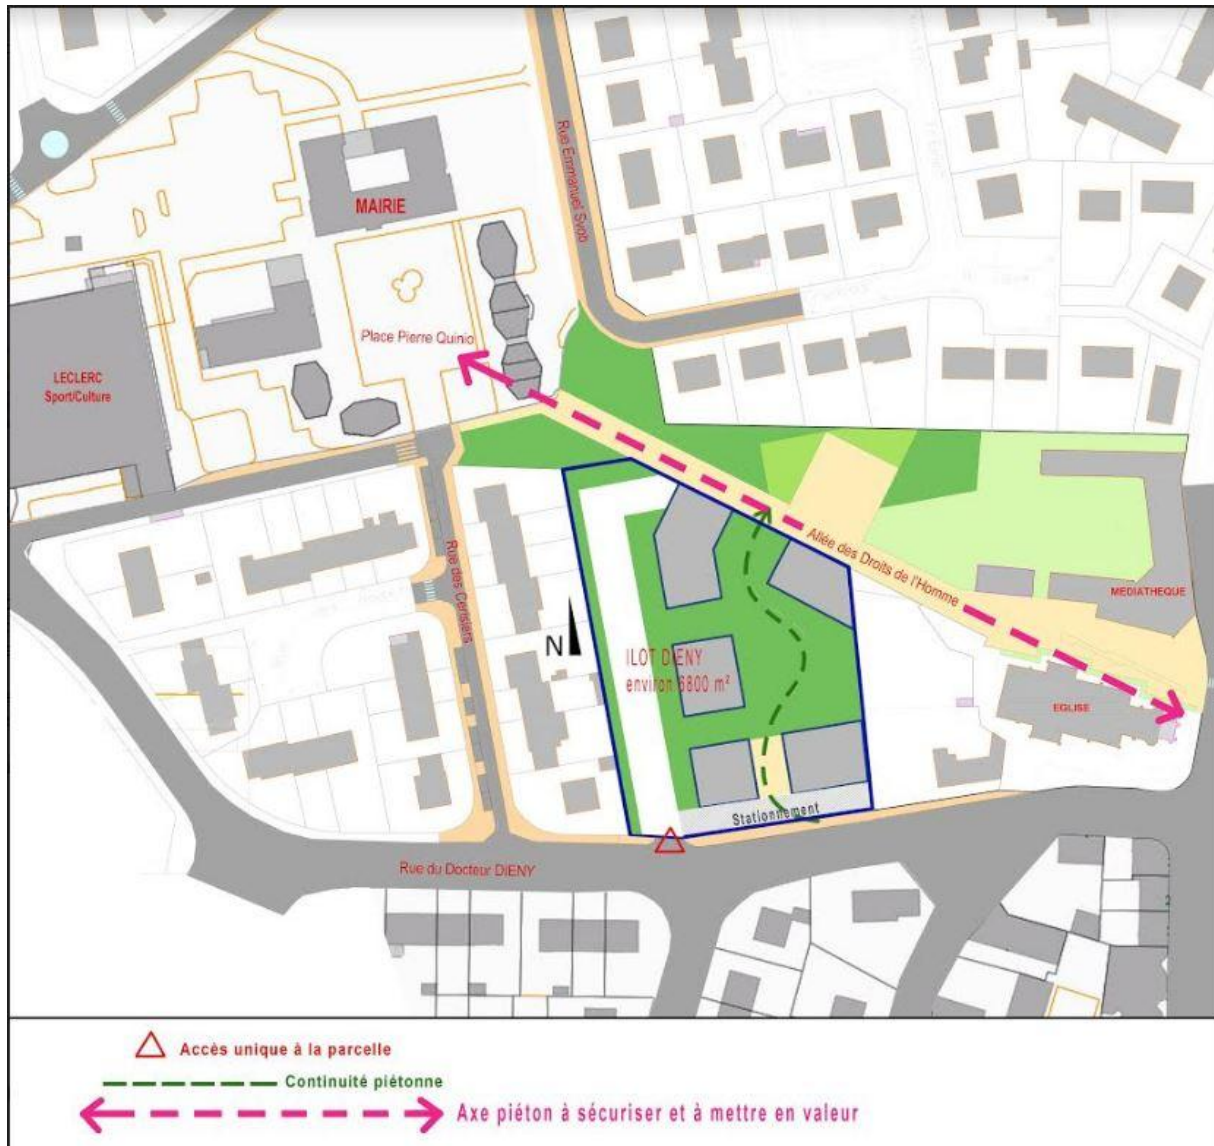 Rue Emmanuel Svob
MAIRIE
Place Pierre Quinio
LECLERC
Sport/Culture
Rue des Cerisiers
Allée des Droits de l'Homme
MEDIATHEQUE
N
ILOT DIENY
environ 6800 m²
EGLISE
Stationnement
Rue du Docteur DIENY
Accès unique à la parcelle
Continuité piétonne
Axe piéton à sécuriser et à mettre en valeur